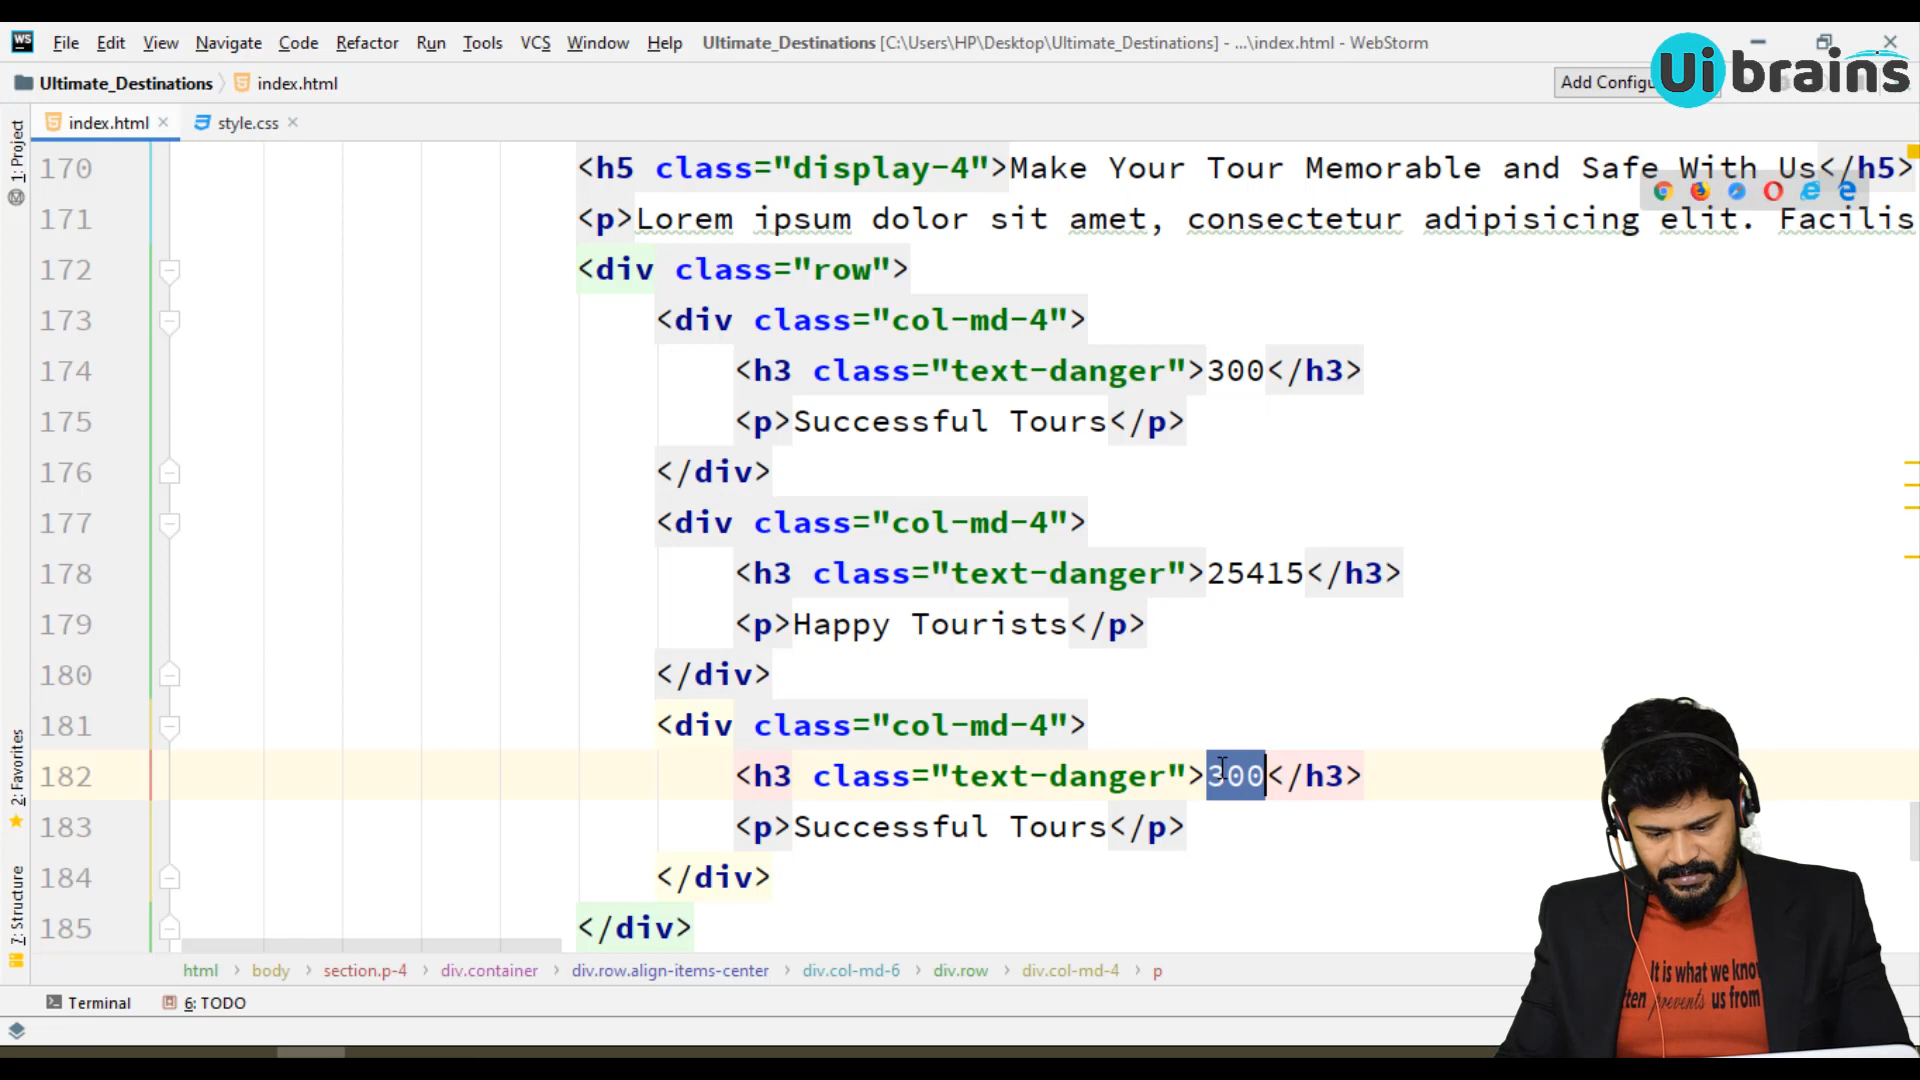 WS File Edit View Navigate Code Refactor Run Tools VCS Window Help Ultimate_Destinations [C:\Users\HP\Desktop\Ultimate_Destinations] - ...\index.html - WebStorm
Ultimate_Destinations index.html Add Configu
Ui brains
index.html style.css
1: Project
2: Favorites
7: Structure
170 <h5 class="display-4">Make Your Tour Memorable and Safe With Us</h5>
171 <p>Lorem ipsum dolor sit amet, consectetur adipisicing elit. Facilis
172 <div class="row">
173 <div class="col-md-4">
174 <h3 class="text-danger">300</h3>
175 <p>Successful Tours</p>
176 </div>
177 <div class="col-md-4">
178 <h3 class="text-danger">25415</h3>
179 <p>Happy Tourists</p>
180 </div>
181 <div class="col-md-4">
182 <h3 class="text-danger">300</h3>
183 <p>Successful Tours</p>
184 </div>
185 </div>
html body section.p-4 div.container div.row.align-items-center div.col-md-6 div.row div.col-md-4 p
Terminal 6: TODO
It is what we know
ften prevents us from